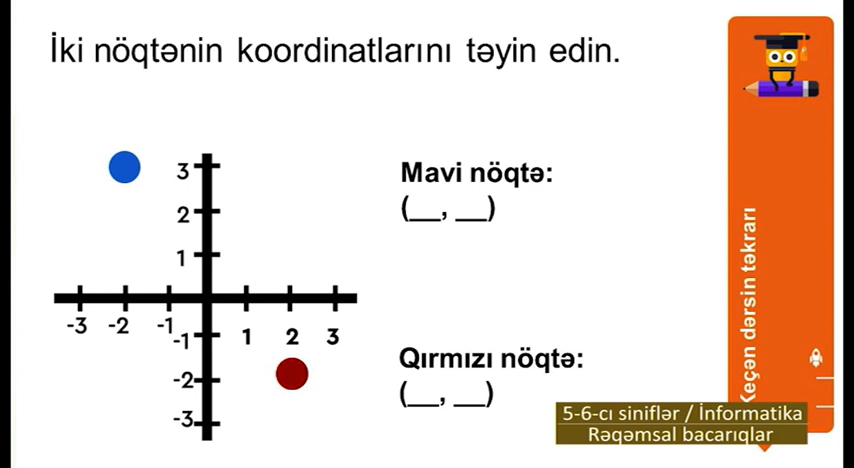 İki nöqtənin koordinatlarını təyin edin.
3
2
1
-3 -2 -1
1 2 3
-1
-2
-3
Mavi nöqtə:
(__, __)
Qırmızı nöqtə:
(__, __)
Keçən dərsin təkrarı
5-6-cı siniflər / İnformatika
Rəqəmsal bacarıqlar